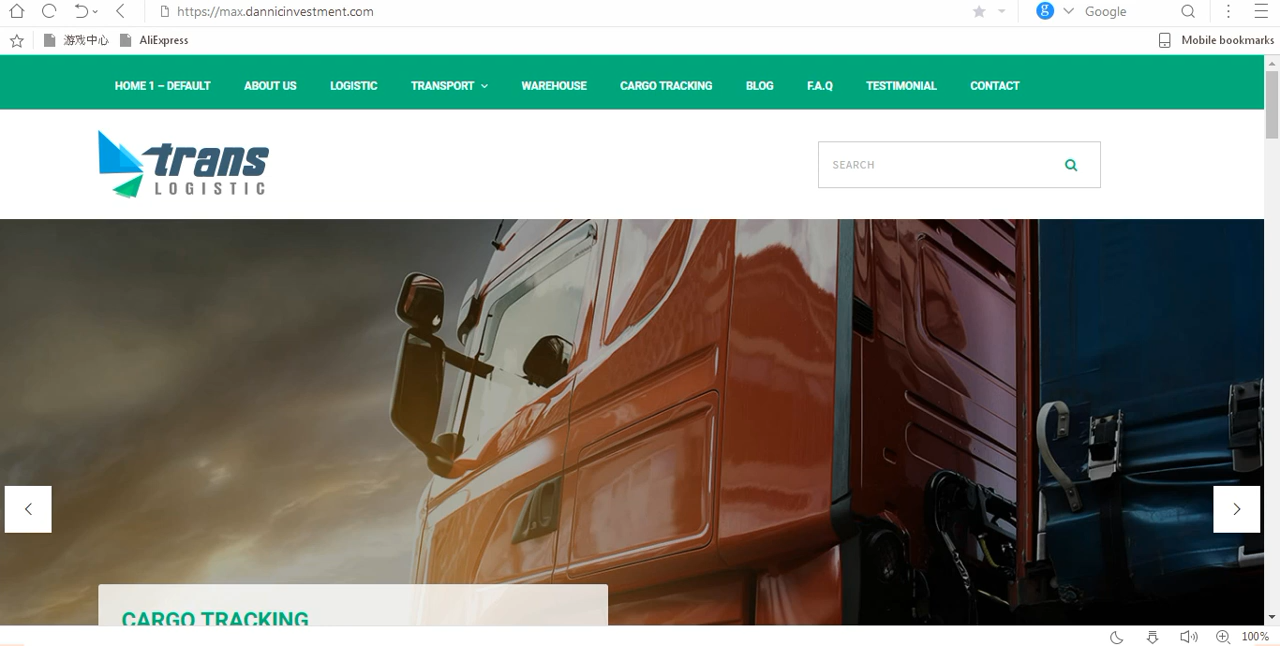 https://max.dannicinvestment.com
Google
游戏中心 AliExpress
Mobile bookmarks
HOME 1 – DEFAULT ABOUT US LOGISTIC TRANSPORT WAREHOUSE CARGO TRACKING BLOG F.A.Q TESTIMONIAL CONTACT
trans
LOGISTIC
SEARCH
CARGO TRACKING
100%